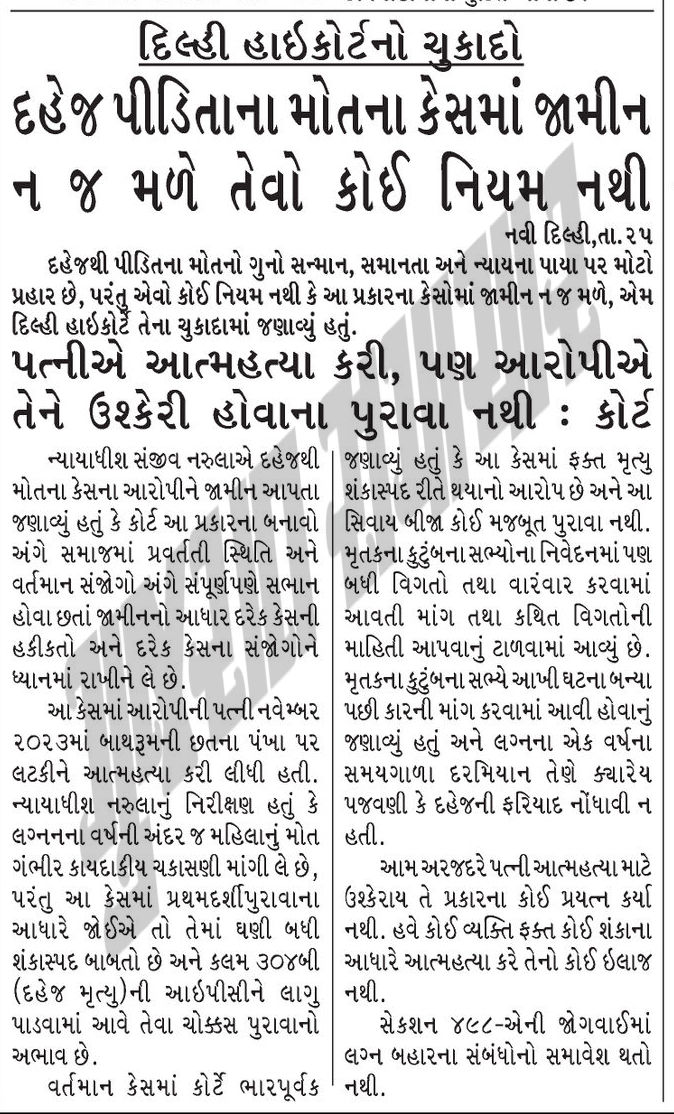 દિલ્હી હાઇકોર્ટનો ચુકાદો
દહેજ પીડિતાના મોતના કેસમાં જામીન
ન જ મળે તેવો કોઈ નિયમ નથી
નવી દિલ્હી,તા.૨૫
દહેજથી પીડિતના મોતનો ગુનો સન્માન, સમાનતા અને ન્યાયના પાયા પર મોટો
પ્રહાર છે, પરંતુ એવો કોઈ નિયમ નથી કે આ પ્રકારના કેસોમાં જામીન ન જ મળે, એમ
દિલ્હી હાઇકોર્ટે તેના ચુકાદામાં જણાવ્યું હતું.
પત્નીએ આત્મહત્યા કરી, પણ આરોપીએ
તેને ઉશ્કેરી હોવાના પુરાવા નથી : કોર્ટ
ન્યાયાધીશ સંજીવ નરુલાએ દહેજથી
મોતના કેસના આરોપીને જામીન આપતા
જણાવ્યું હતું કે કોર્ટ આ પ્રકારના બનાવો
અંગે સમાજમાં પ્રવર્તતી સ્થિતિ અને
વર્તમાન સંજોગો અંગે સંપૂર્ણપણે સભાન
હોવા છતાં જામીનનો આધાર દરેક કેસની
હકીકતો અને દરેક કેસના સંજોગોને
ધ્યાનમાં રાખીને લે છે.
આ કેસમાં આરોપીની પત્ની નવેમ્બર
૨૦૨૩માં બાથરૂમની છતના પંખા પર
લટકીને આત્મહત્યા કરી લીધી હતી.
ન્યાયાધીશ નરુલાનું નિરીક્ષણ હતું કે
લગ્નનના વર્ષની અંદર જ મહિલાનું મોત
ગંભીર કાયદાકીય ચકાસણી માંગી લે છે,
પરંતુ આ કેસમાં પ્રથમદર્શીપુરાવાના
આધારે જોઈએ તો તેમાં ઘણી બધી
શંકાસ્પદ બાબતો છે અને કલમ ૩૦૪બી
(દહેજ મૃત્યુ)ની આઇપીસીને લાગુ
પાડવામાં આવે તેવા ચોક્કસ પુરાવાનો
અભાવ છે.
વર્તમાન કેસમાં કોર્ટે ભારપૂર્વક
જણાવ્યું હતું કે આ કેસમાં ફક્ત મૃત્યુ
શંકાસ્પદ રીતે થયાનો આરોપ છે અને આ
સિવાય બીજા કોઈ મજબૂત પુરાવા નથી.
મૃતકના કુટુંબના સભ્યોના નિવેદનમાં પણ
બધી વિગતો તથા વારંવાર કરવામાં
આવતી માંગ તથા કથિત વિગતોની
માહિતી આપવાનું ટાળવામાં આવ્યું છે.
મૃતકના કુટુંબના સભ્યે આખી ઘટના બન્યા
પછી કારની માંગ કરવામાં આવી હોવાનું
જણાવ્યું હતું અને લગ્નના એક વર્ષના
સમયગાળા દરમિયાન તેણે ક્યારેય
પજવણી કે દહેજની ફરિયાદ નોંધાવી ન
હતી.
આમ અરજદરે પત્ની આત્મહત્યા માટે
ઉશ્કેરાય તે પ્રકારના કોઈ પ્રયત્ન કર્યા
નથી. હવે કોઈ વ્યક્તિ ફક્ત કોઈ શંકાના
આધારે આત્મહત્યા કરે તેનો કોઈ ઇલાજ
નથી.
સેકશન ૪૯૮-એની જોગવાઈમાં
લગ્ન બહારના સંબંધોનો સમાવેશ થતો
નથી.
ગુજરાત સમાચાર